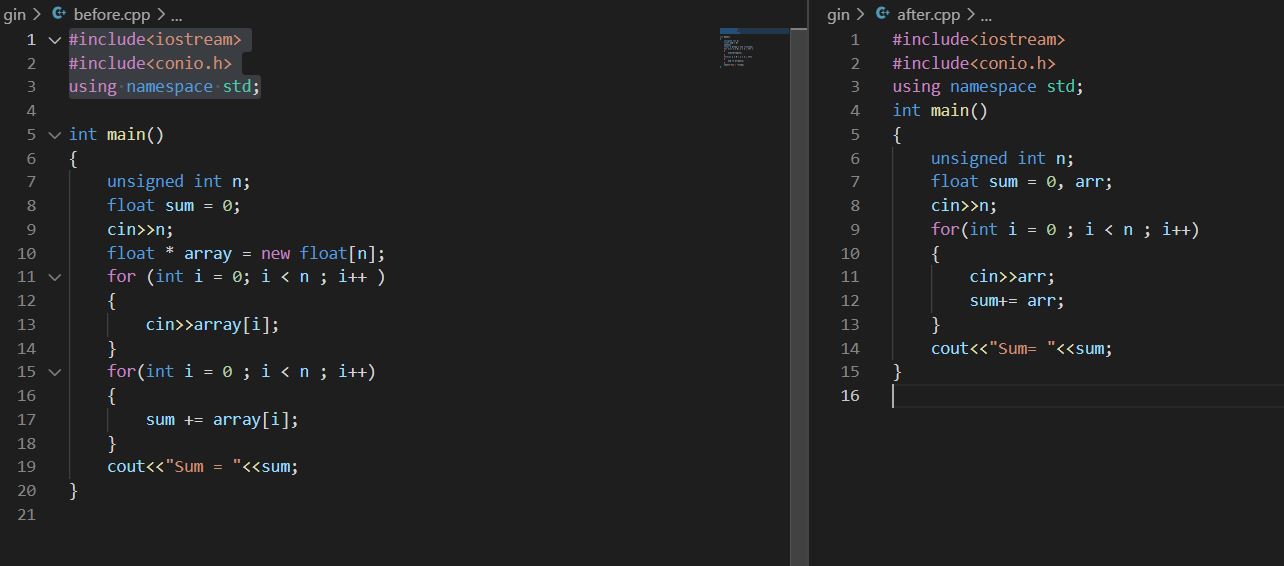 gin > before.cpp > ...
1 #include<iostream>
2 #include<conio.h>
3 using namespace std;
4
5 int main()
6 {
7     unsigned int n;
8     float sum = 0;
9     cin>>n;
10     float * array = new float[n];
11     for (int i = 0; i < n ; i++ )
12     {
13         cin>>array[i];
14     }
15     for(int i = 0 ; i < n ; i++)
16     {
17         sum += array[i];
18     }
19     cout<<"Sum = "<<sum;
20 }
21
gin > after.cpp > ...
1 #include<iostream>
2 #include<conio.h>
3 using namespace std;
4 int main()
5 {
6     unsigned int n;
7     float sum = 0, arr;
8     cin>>n;
9     for(int i = 0 ; i < n ; i++)
10     {
11         cin>>arr;
12         sum+= arr;
13     }
14     cout<<"Sum= "<<sum;
15 }
16